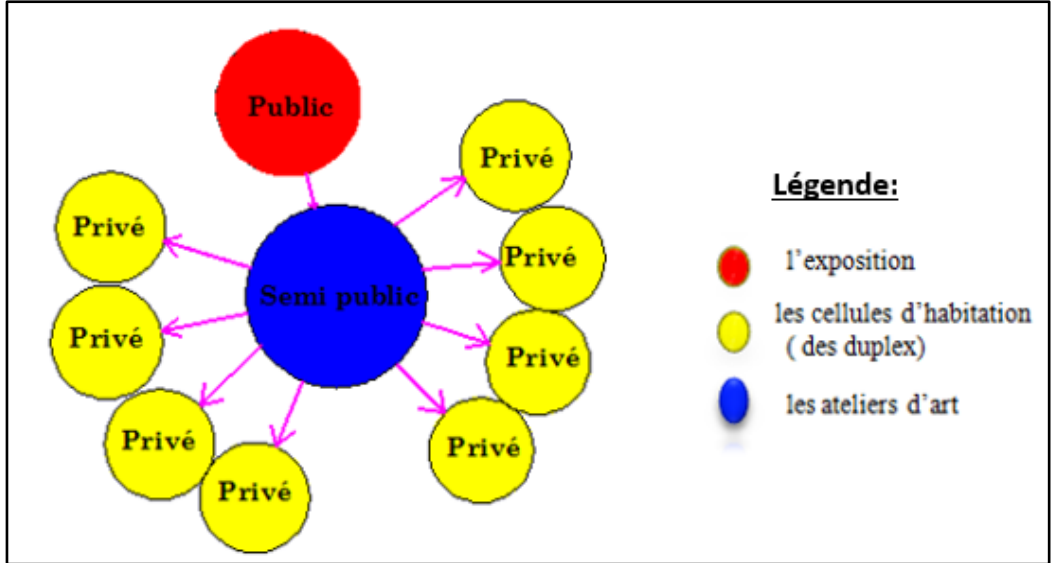 Public
Privé
Privé
Privé
Semi public
Privé
Privé
Privé
Privé
Privé
Légende:
l'exposition
les cellules d'habitation
( des duplex)
les ateliers d'art